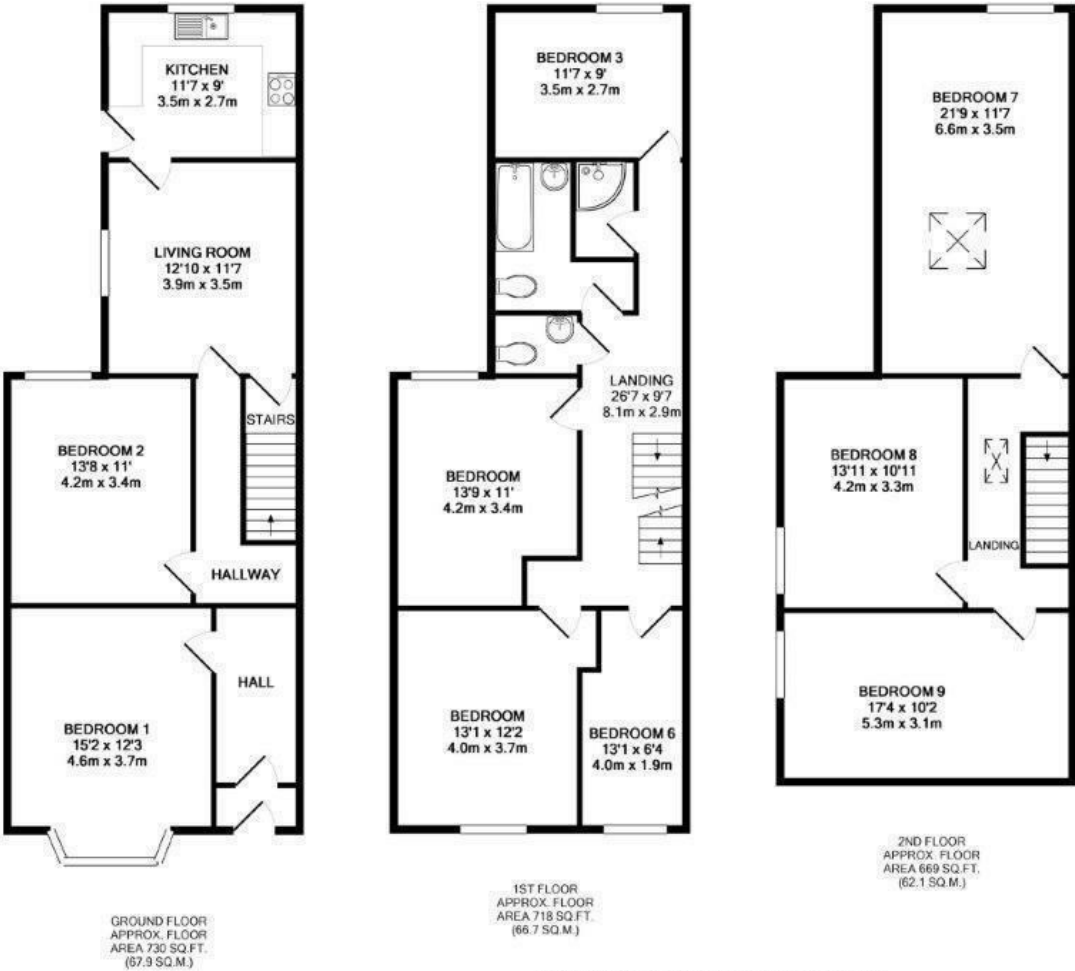 KITCHEN
11'7 x 9'
3.5m x 2.7m
LIVING ROOM
12'10 x 11'7
3.9m x 3.5m
STAIRS
BEDROOM 2
13'8 x 11'
4.2m x 3.4m
HALLWAY
HALL
BEDROOM 1
15'2 x 12'3
4.6m x 3.7m
GROUND FLOOR
APPROX. FLOOR
AREA 730 SQ.FT.
(67.9 SQ.M.)
BEDROOM 3
11'7 x 9'
3.5m x 2.7m
LANDING
26'7 x 9'7
8.1m x 2.9m
BEDROOM
13'9 x 11'
4.2m x 3.4m
BEDROOM
13'1 x 12'2
4.0m x 3.7m
BEDROOM 6
13'1 x 6'4
4.0m x 1.9m
1ST FLOOR
APPROX. FLOOR
AREA 718 SQ.FT.
(66.7 SQ.M.)
BEDROOM 7
21'9 x 11'7
6.6m x 3.5m
BEDROOM 8
13'11 x 10'11
4.2m x 3.3m
LANDING
BEDROOM 9
17'4 x 10'2
5.3m x 3.1m
2ND FLOOR
APPROX. FLOOR
AREA 669 SQ.FT.
(62.1 SQ.M.)